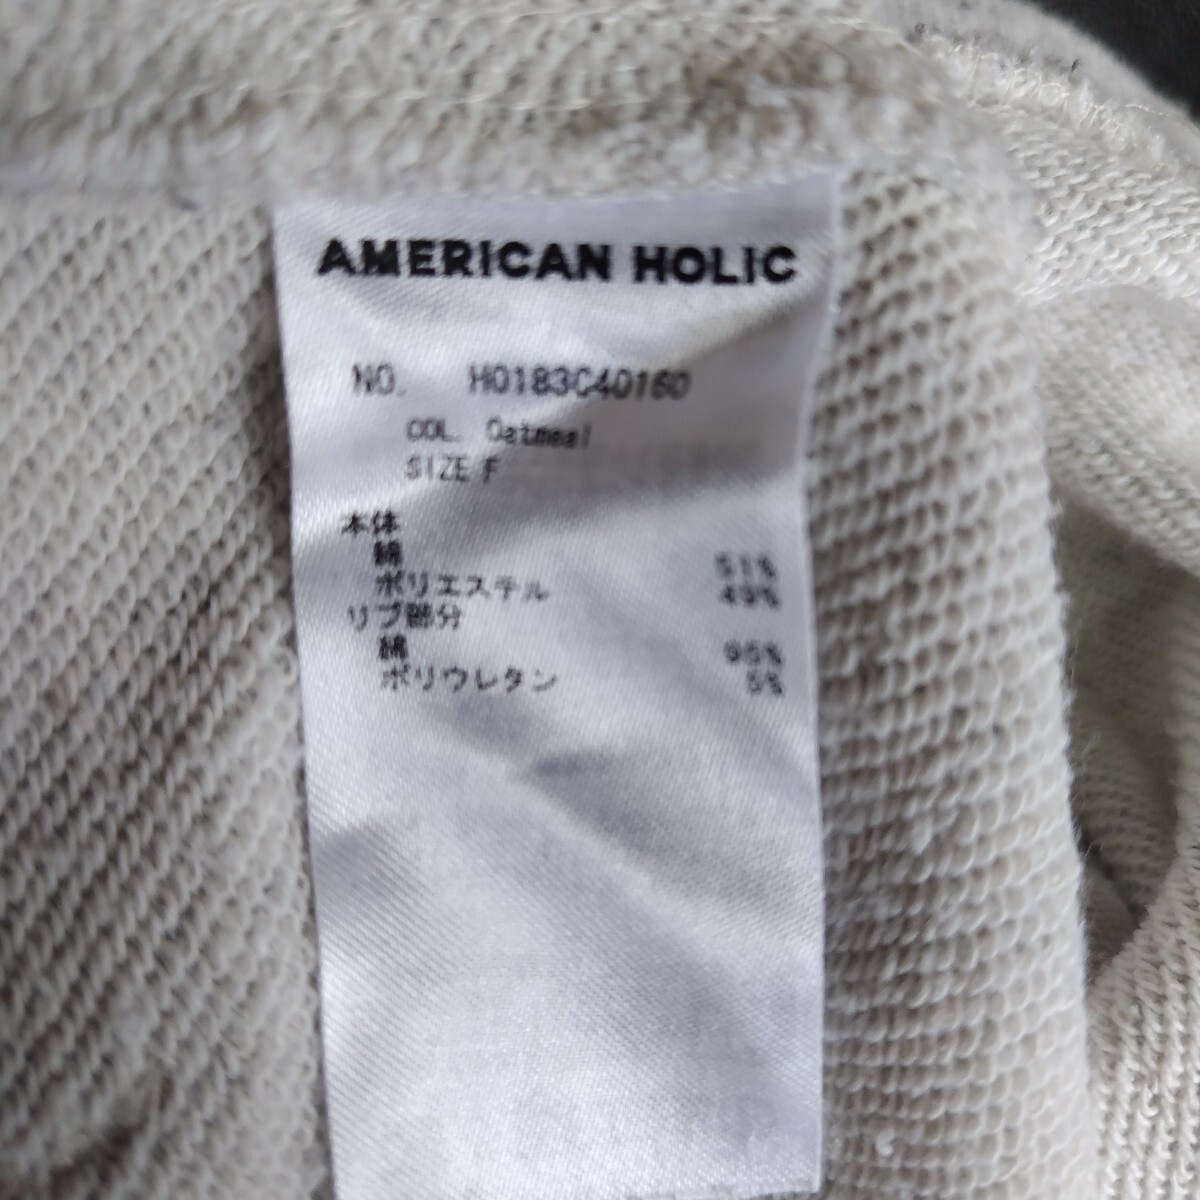 AMERICAN HOLIC
NO. H0183C40160
COL. Oatmeal
SIZE F
本体
綿 51%
ポリエステル 49%
リブ部分
綿 95%
ポリウレタン 5%